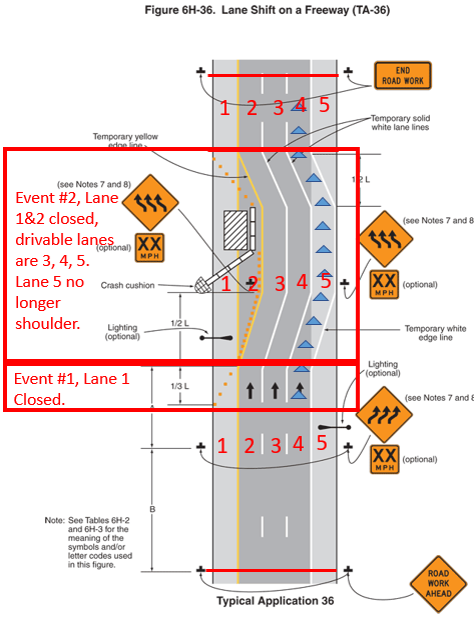 Figure 6H-36. Lane Shift on a Freeway (TA-36)
END
ROAD WORK
1 2 3 4 5
Temporary solid
white lane lines
Temporary yellow
edge line
1/2 L
(see Notes 7 and 8)
Event #2, Lane
1&2 closed,
drivable lanes
are 3, 4, 5.
Lane 5 no
longer
shoulder.
XX
MPH
(optional)
(see Notes 7 and 8
XX
MPH
(optional)
Crash cushion
1 2 3 4 5
1/2 L
Lighting
(optional)
Temporary white
edge line
Event #1, Lane 1
Closed.
1/3 L
Lighting
(optional)
(see Notes 7 and 8
1 2 3 4 5
XX
MPH
(optional)
B
Note: See Tables 6H-2
and 6H-3 for the
meaning of the
symbols and/or
letter codes used
in this figure.
ROAD
WORK
AHEAD
Typical Application 36